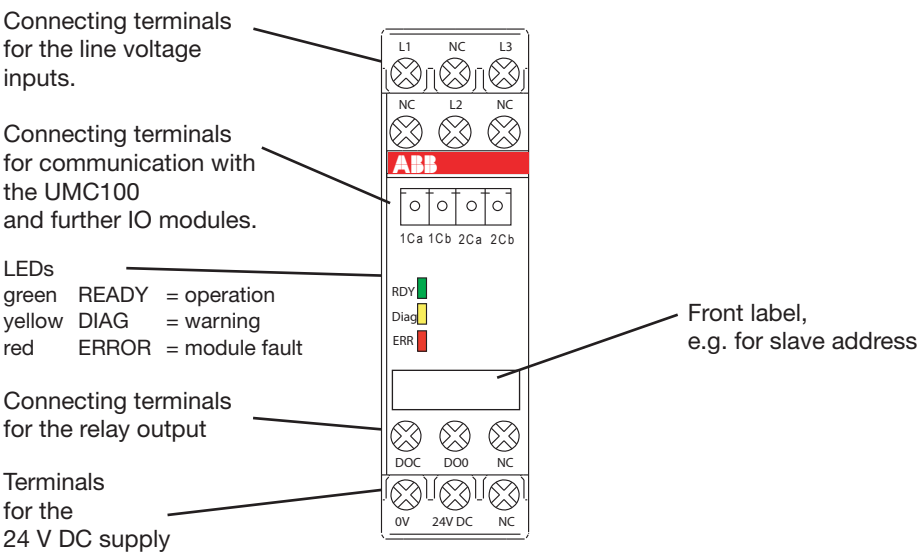 Connecting terminals
for the line voltage
inputs.
Connecting terminals
for communication with
the UMC100
and further IO modules.
LEDs
green READY = operation
yellow DIAG = warning
red ERROR = module fault
Connecting terminals
for the relay output
Terminals
for the
24 V DC supply
L1 NC L3
NC L2 NC
ABB
1Ca 1Cb 2Ca 2Cb
RDY
Diag
ERR
DOC DO0 NC
0V 24V DC NC
Front label,
e.g. for slave address